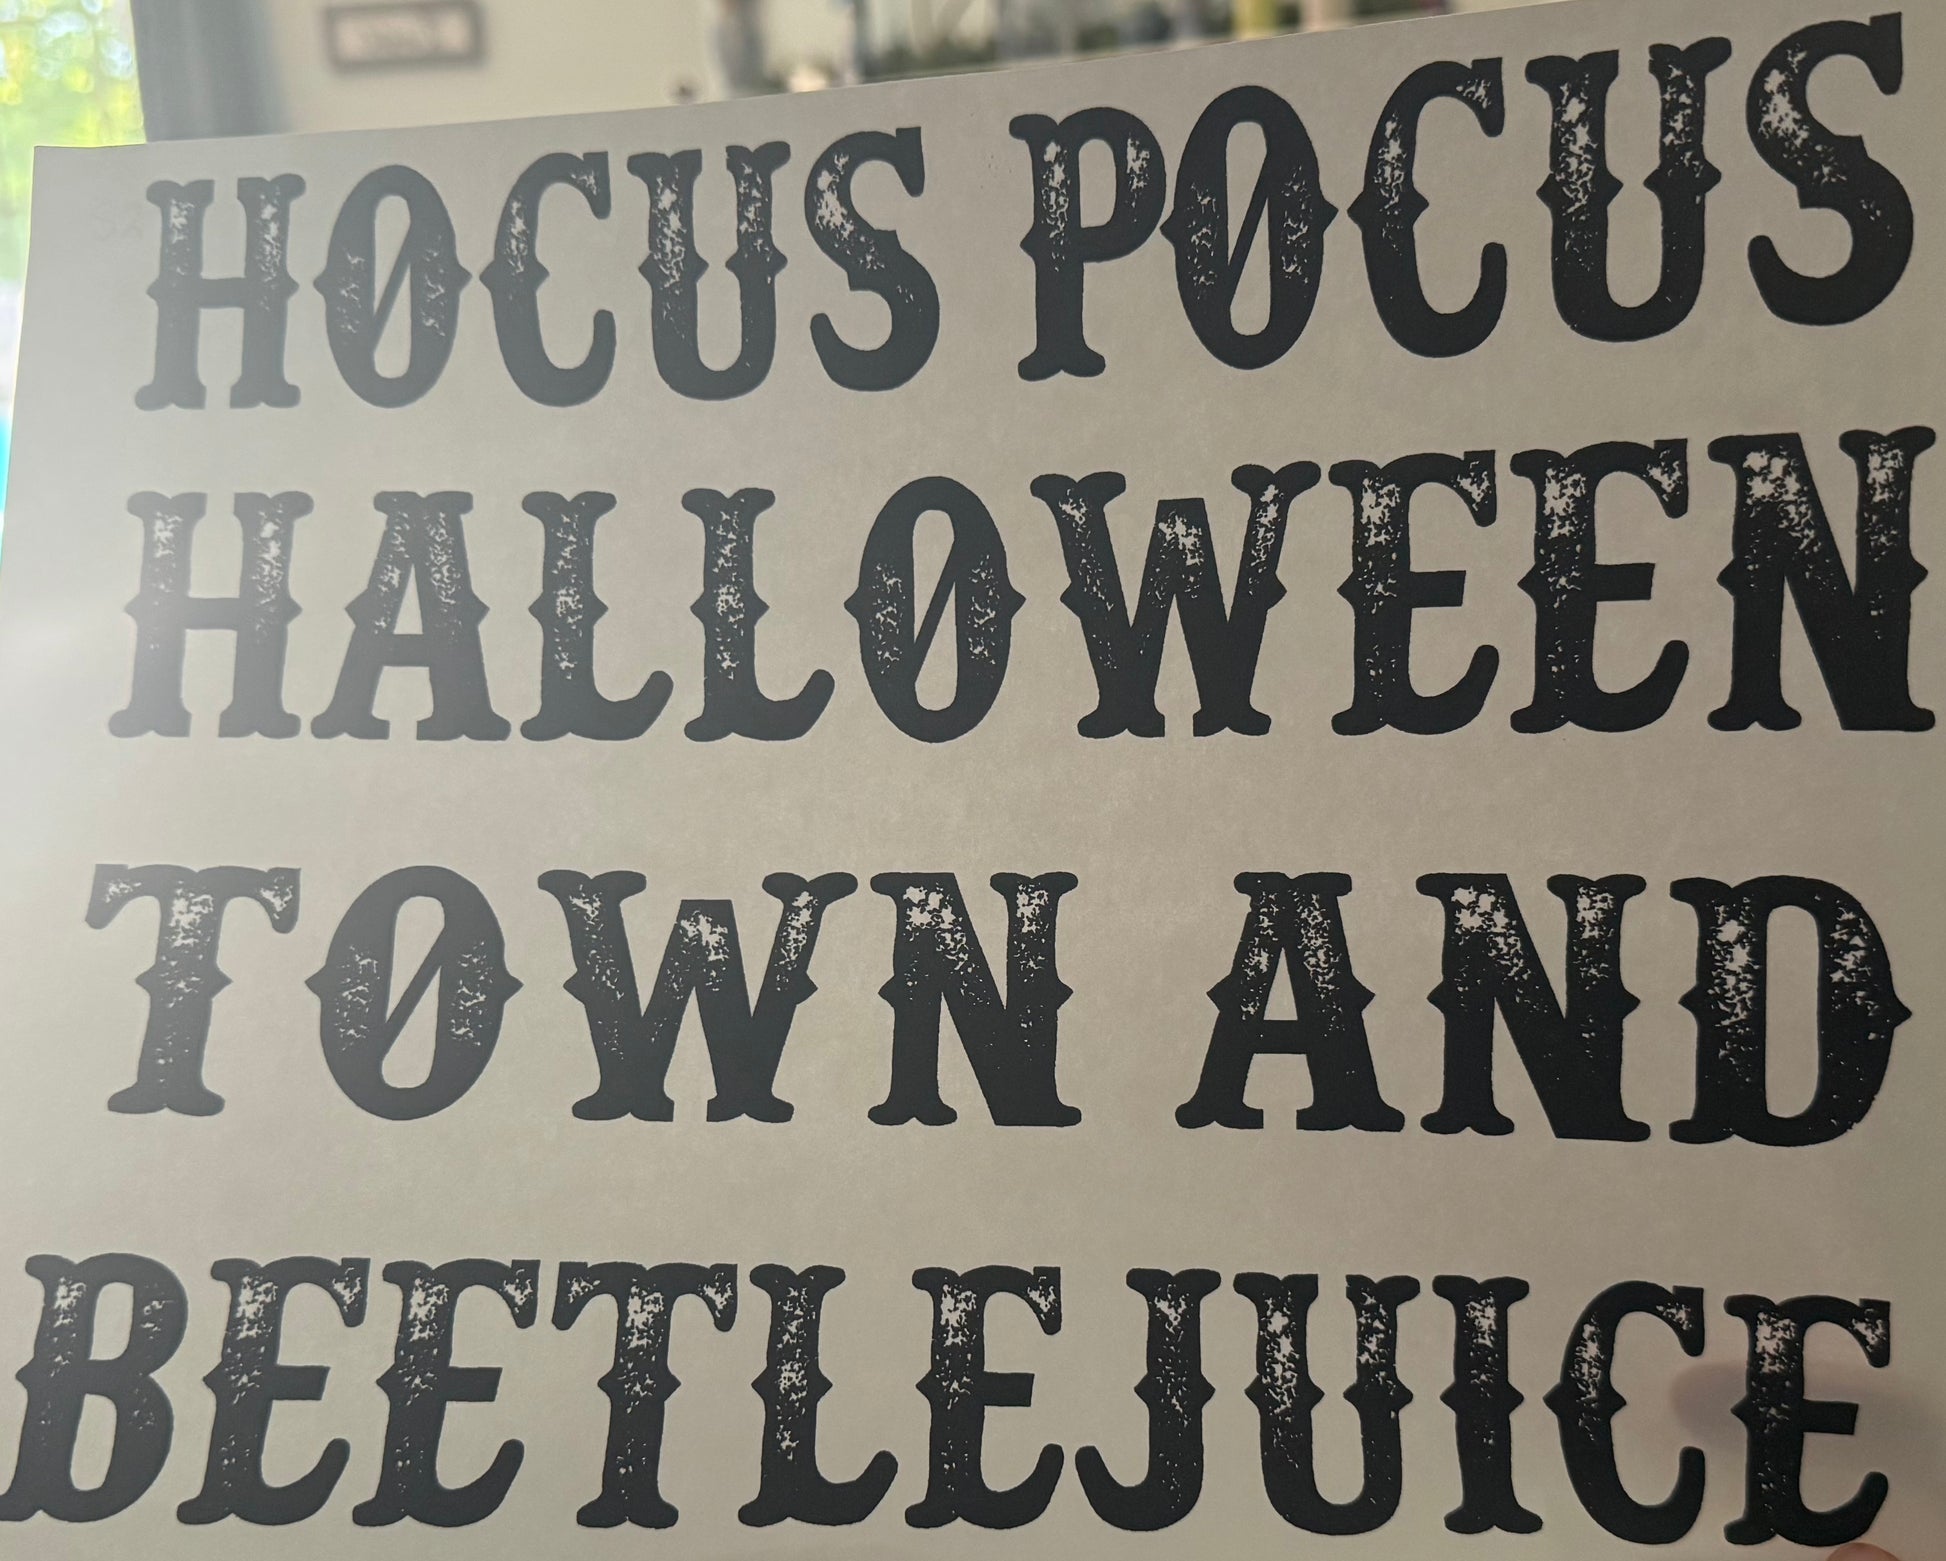 HOCUS POCUS
HALLOWEEN
TOWN AND
BEETLEJUICE